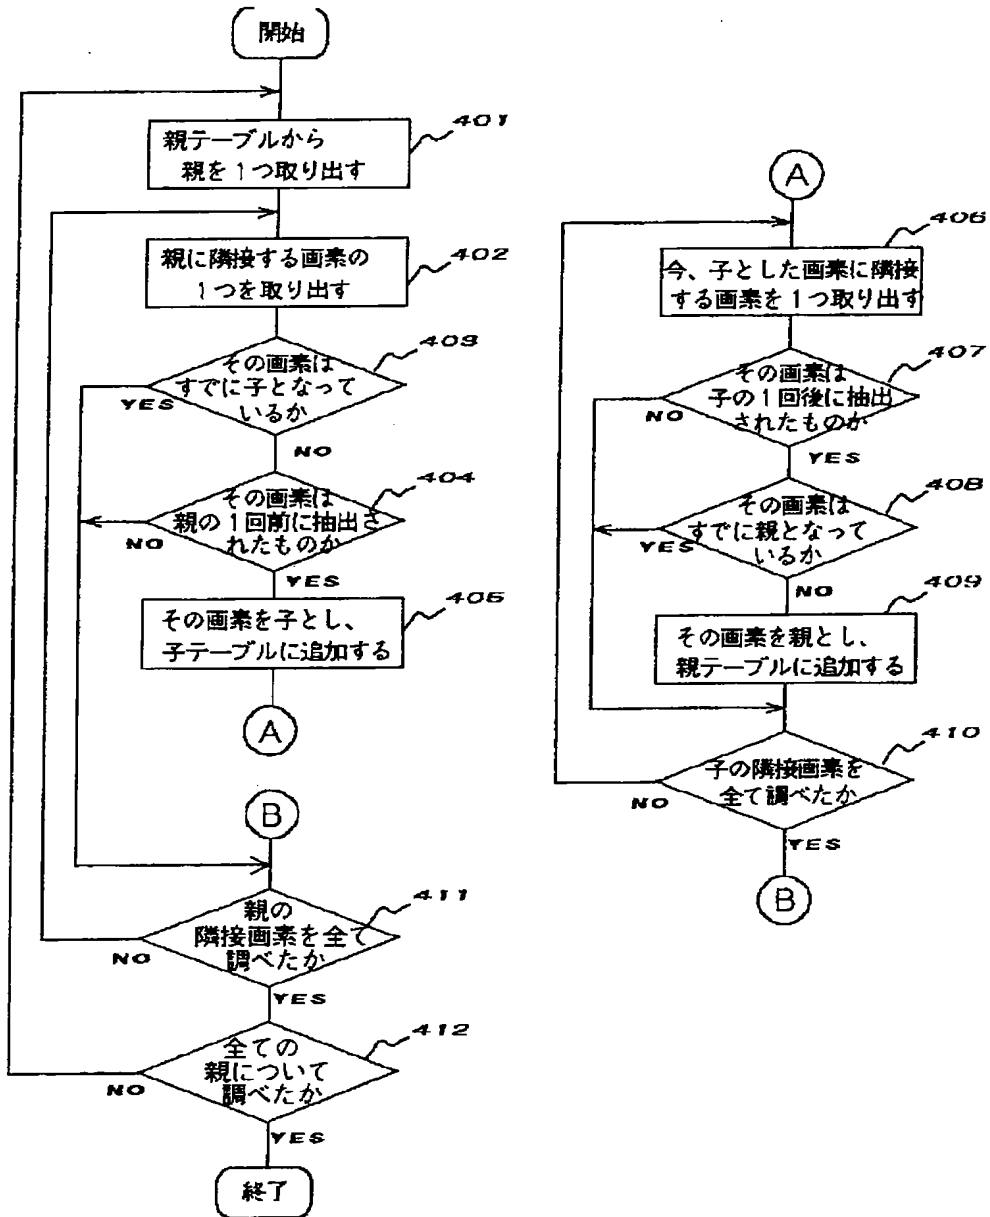 開始
401
親テーブルから
親を1つ取り出す
402
親に隣接する画素の
1つを取り出す
403
その画素は
すでに子となって
いるか
YES
NO
404
その画素は
親の1回前に抽出さ
れたものか
NO
YES
405
その画素を子とし、
子テーブルに追加する
A
B
411
親の
隣接画素を全て
調べたか
NO
YES
412
全ての
親について
調べたか
NO
YES
終了
A
406
今、子とした画素に隣接
する画素を1つ取り出す
407
その画素は
子の1回後に抽出
されたものか
NO
YES
408
その画素は
すでに親となって
いるか
YES
NO
409
その画素を親とし、
親テーブルに追加する
410
子の隣接画素を
全て調べたか
NO
YES
B